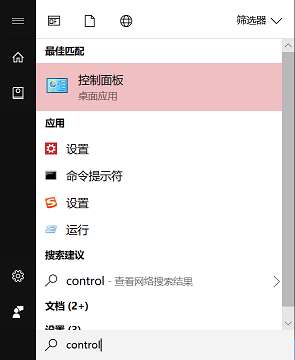 筛选器
最佳匹配
控制面板
桌面应用
应用
设置
命令提示符
设置
运行
搜索建议
control - 查看网络搜索结果
文档 (2+)
设置 (3)
control